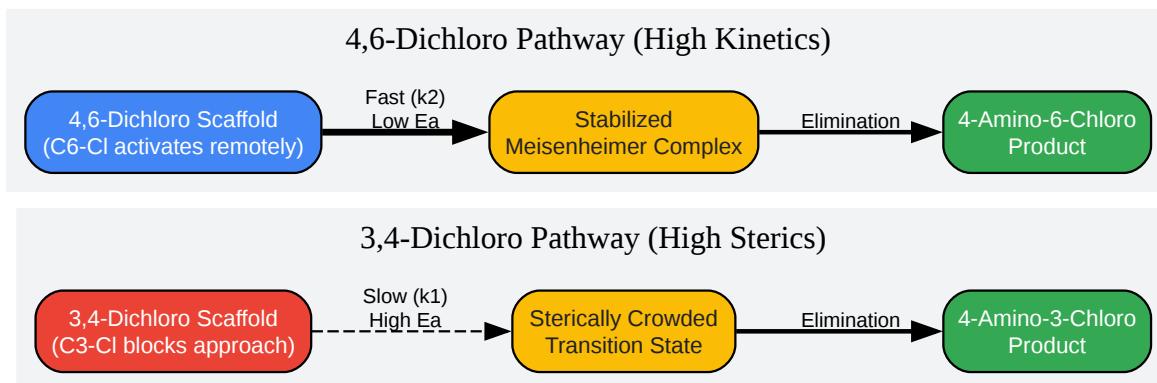 4,6-Dichloro Pathway (High Kinetics)
4,6-Dichloro Scaffold
(C6-Cl activates remotely)
Fast (k2)
Low Ea
Stabilized
Meisenheimer Complex
Elimination
4-Amino-6-Chloro
Product
3,4-Dichloro Pathway (High Sterics)
3,4-Dichloro Scaffold
(C3-Cl blocks approach)
Slow (k1)
High Ea
Sterically Crowded
Transition State
Elimination
4-Amino-3-Chloro
Product